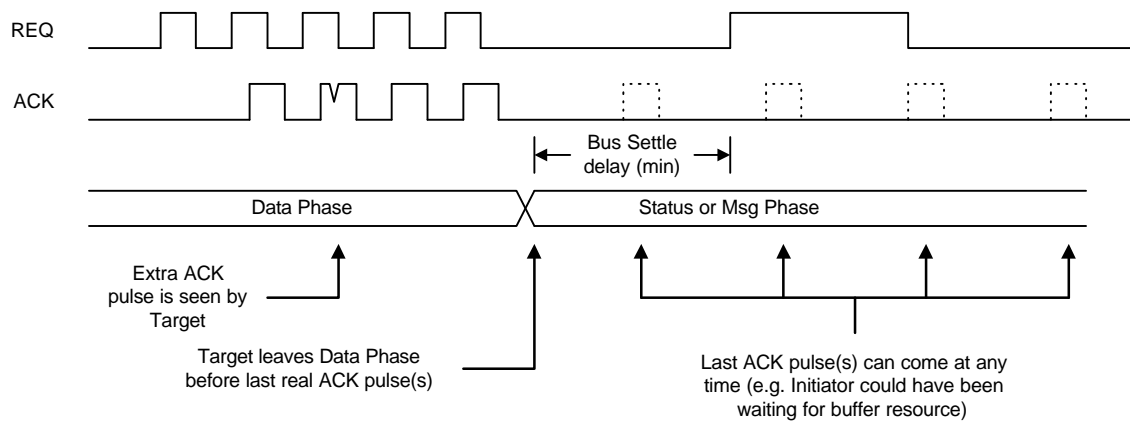 REQ
ACK
Bus Settle
delay (min)
Data Phase
Status or Msg Phase
Extra ACK
pulse is seen by
Target
Target leaves Data Phase
before last real ACK pulse(s)
Last ACK pulse(s) can come at any
time (e.g. Initiator could have been
waiting for buffer resource)